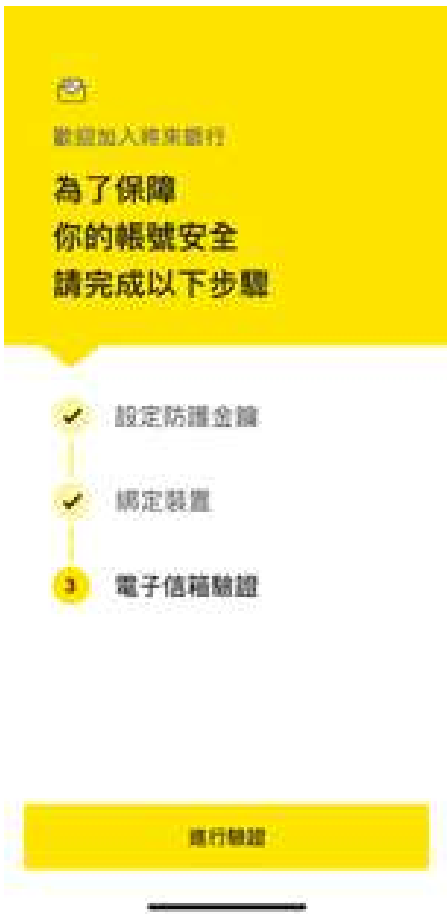 歡迎加入將來銀行
為了保障
你的帳號安全
請完成以下步驟
設定防護金鑰
綁定裝置
3 電子信箱驗證
進行驗證